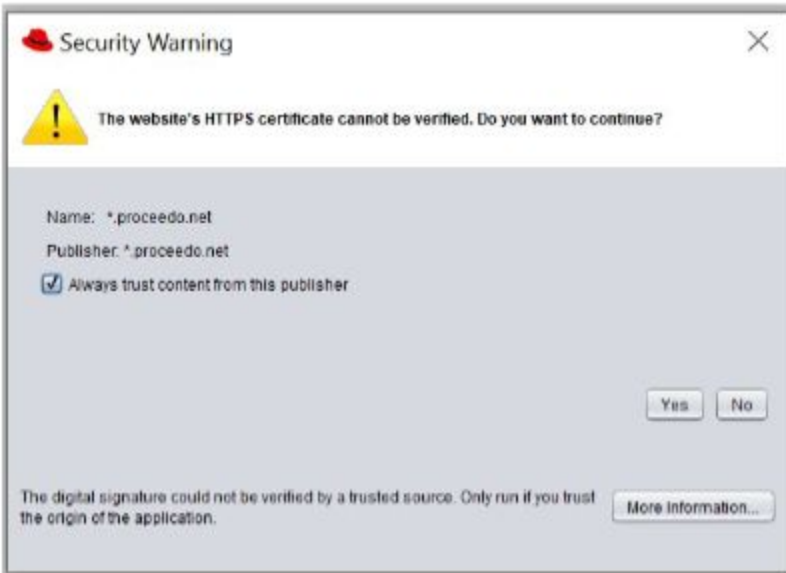 Security Warning
The website's HTTPS certificate cannot be verified. Do you want to continue?
Name: *.proceedo.net
Publisher: *.proceedo.net
Always trust content from this publisher
Yes No
The digital signature could not be verified by a trusted source. Only run if you trust
the origin of the application.
More Information...